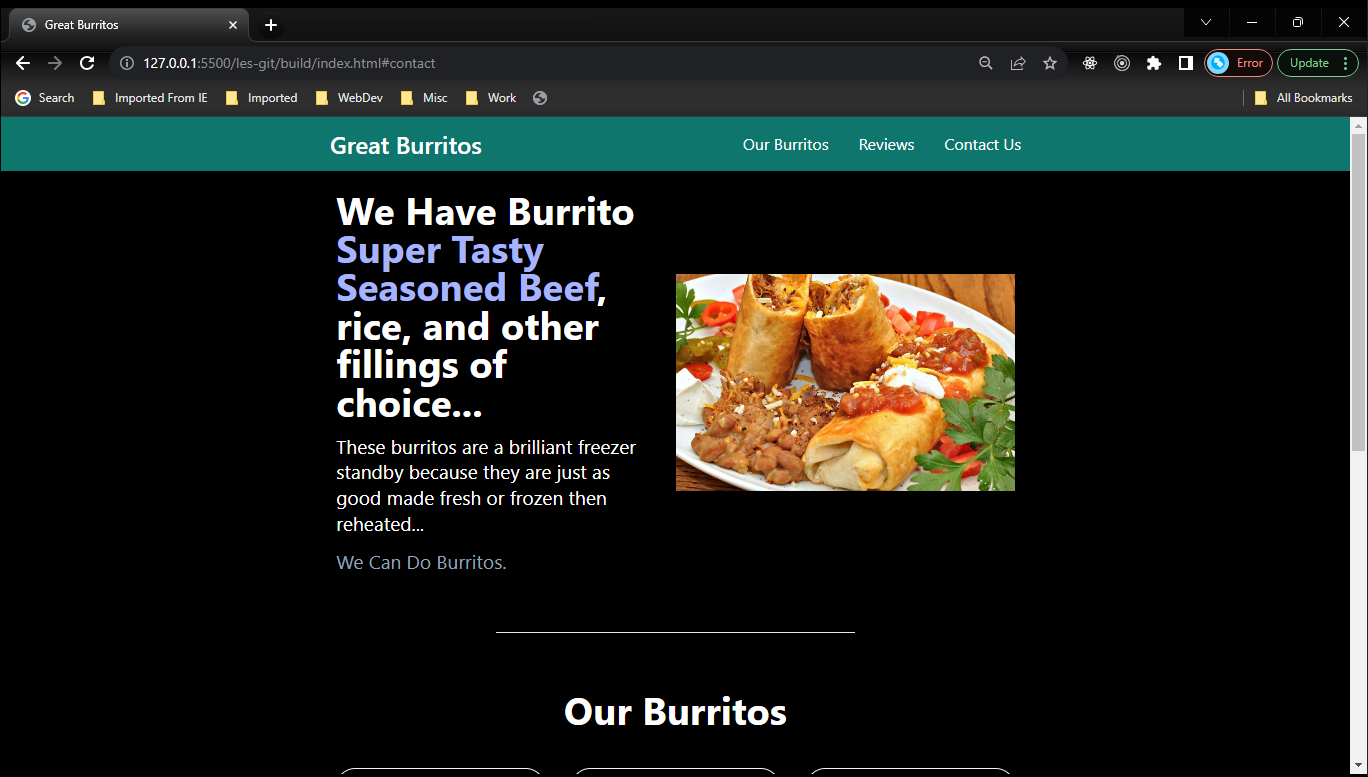 Great Burritos
127.0.0.1:5500/les-git/build/index.html#contact
Error
Update
Search
Imported From IE
Imported
WebDev
Misc
Work
All Bookmarks
Great Burritos
Our Burritos
Reviews
Contact Us
We Have Burrito
Super Tasty
Seasoned Beef,
rice, and other
fillings of
choice...
These burritos are a brilliant freezer
standby because they are just as
good made fresh or frozen then
reheated...
We Can Do Burritos.
Our Burritos